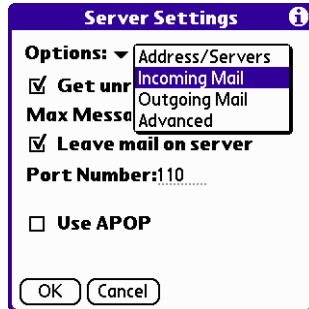 Server Settings
Options: Address/Servers
Get unr Incoming Mail
Outgoing Mail
Max Messa Advanced
Leave mail on server
Port Number:110
Use APOP
OK Cancel